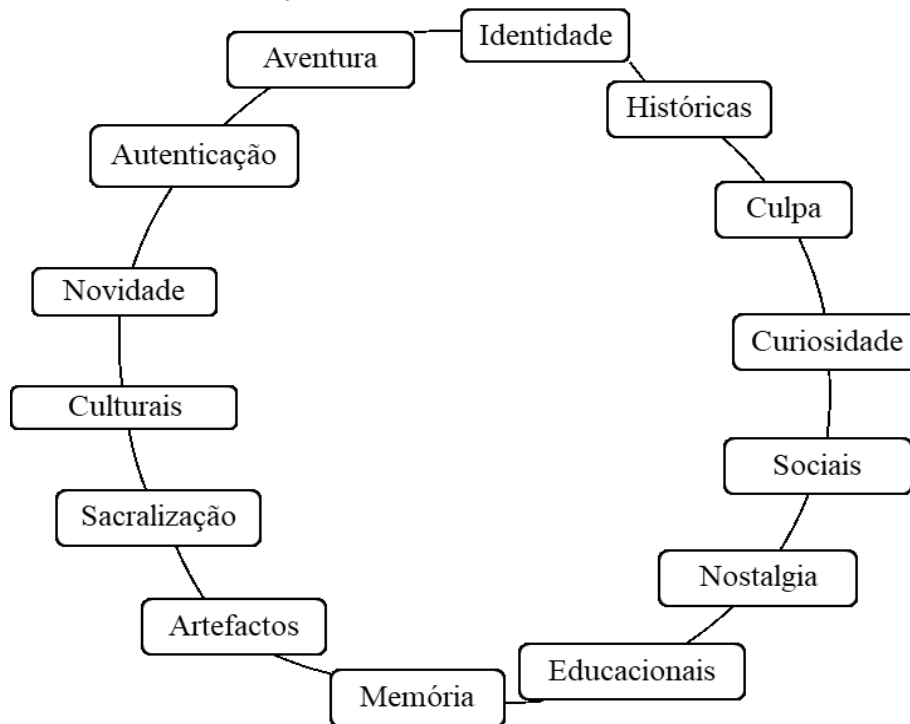 Identidade
Históricas
Culpa
Curiosidade
Sociais
Nostalgia
Educacionais
Memória
Artefactos
Sacralização
Culturais
Novidade
Autenticação
Aventura